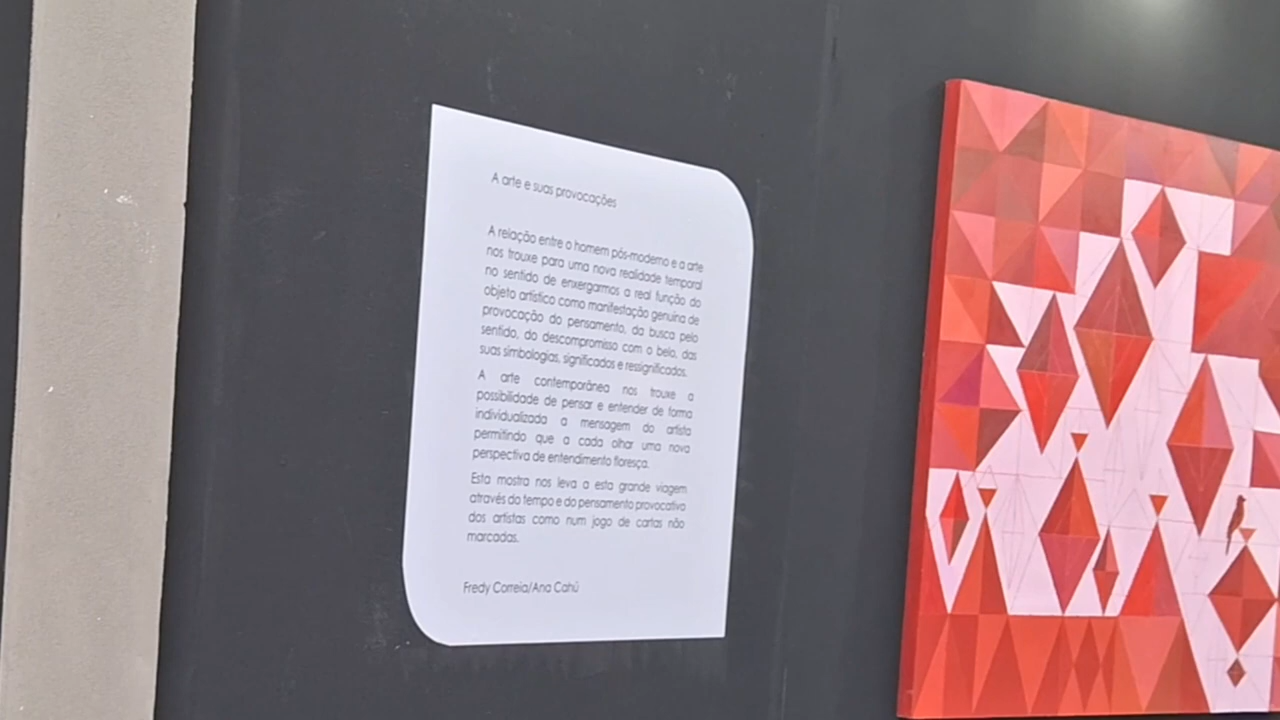 A arte e suas provocações
A relação entre o homem pós-moderno e a arte
nos trouxe para uma nova realidade temporal
no sentido de enxergarmos a real função do
objeto artístico como manifestação genuína de
provocação do pensamento, da busca pelo
sentido, do descompromisso com o belo, das
suas simbologias, significados e ressignificados.
A arte contemporânea nos trouxe a
possibilidade de pensar e entender de forma
individualizada a mensagem do artista
permitindo que a cada olhar uma nova
perspectiva de entendimento floresça.
Esta mostra nos leva a esta grande viagem
através do tempo e do pensamento provocativo
dos artistas como num jogo de cartas não
marcadas.
Fredy Correia/Ana Cahú